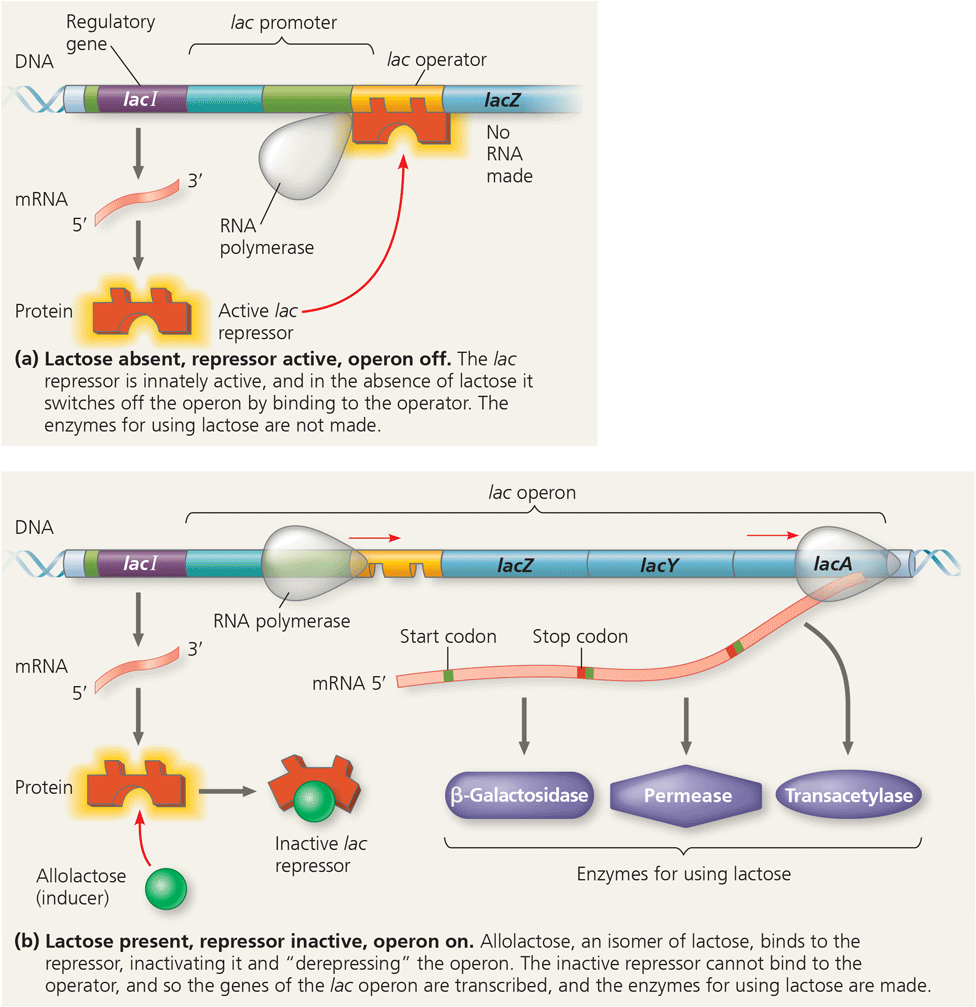 Regulatory
gene
lac promoter
DNA
lac operator
lacI
lacZ
No
RNA
made
mRNA
3′
5′
RNA
polymerase
Protein
Active lac
repressor
(a) Lactose absent, repressor active, operon off. The lac
repressor is innately active, and in the absence of lactose it
switches off the operon by binding to the operator. The
enzymes for using lactose are not made.
lac operon
DNA
lacI
lacZ
lacY
lacA
RNA polymerase
3′
mRNA
5′
Start codon
Stop codon
mRNA 5′
Protein
β-Galactosidase
Permease
Transacetylase
Inactive lac
repressor
Allolactose
(inducer)
Enzymes for using lactose
(b) Lactose present, repressor inactive, operon on. Allolactose, an isomer of lactose, binds to the
repressor, inactivating it and “derepressing” the operon. The inactive repressor cannot bind to the
operator, and so the genes of the lac operon are transcribed, and the enzymes for using lactose are made.